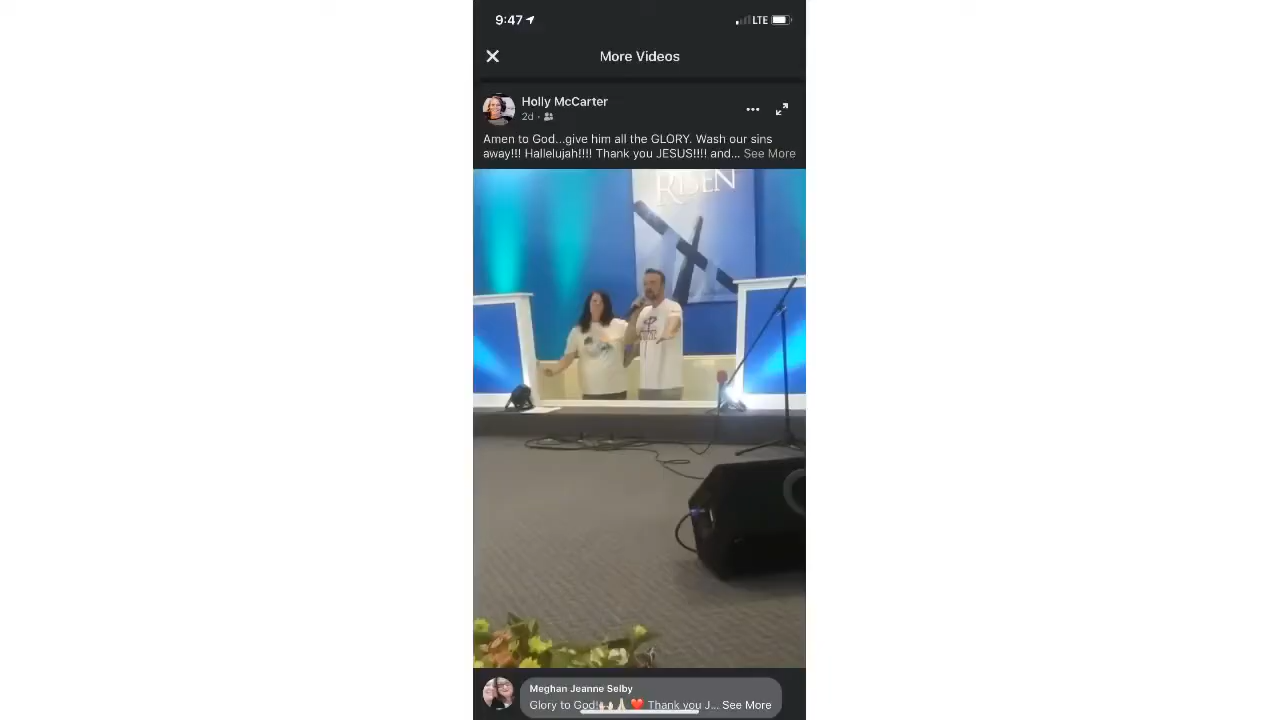 9:47
LTE
More Videos
Holly McCarter
2d ·
Amen to God...give him all the GLORY. Wash our sins
away!!! Hallelujah!!!! Thank you JESUS!!!! and... See More
RISEN
Meghan Jeanne Selby
Glory to God!🙌🏻🙏🏻❤️ Thank you J... See More